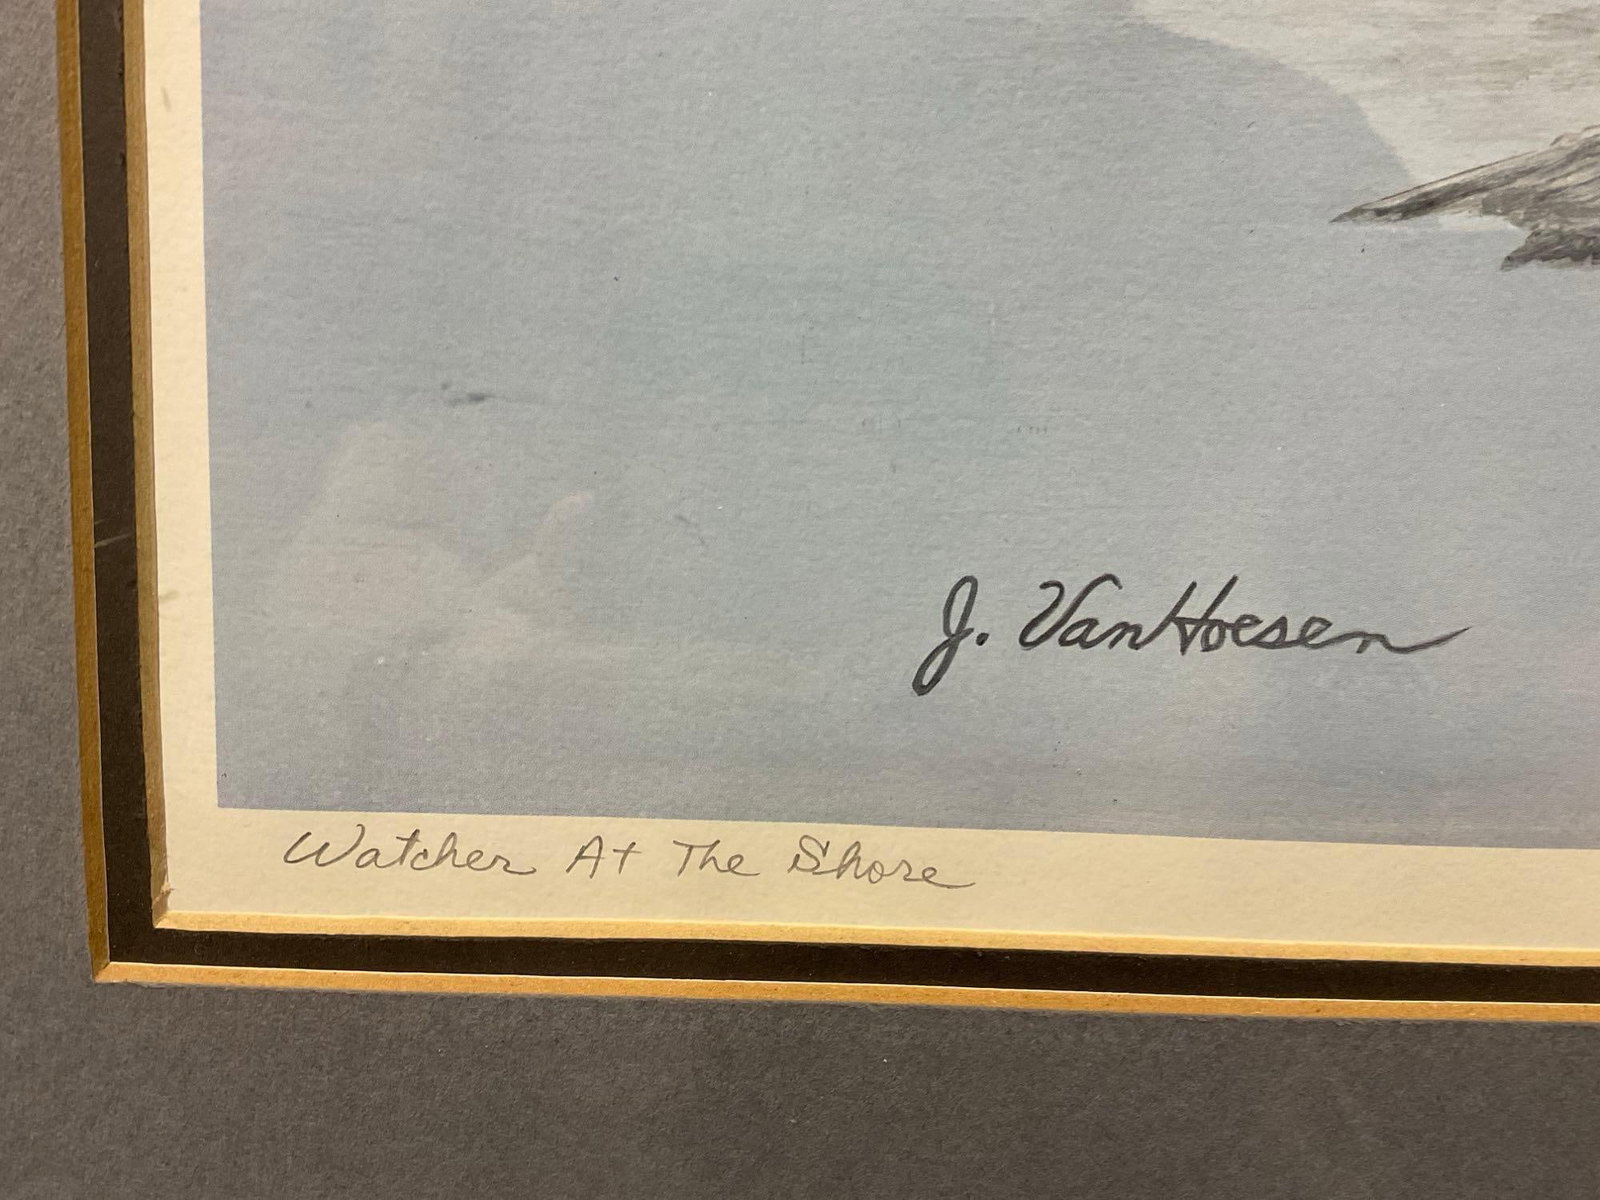 J. VanHoesen
Watcher At The Shore